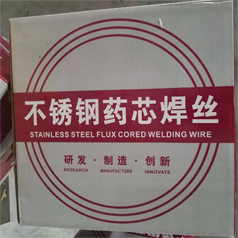 不锈钢药芯焊丝
STAINLESS STEEL FLUX CORED WELDING WIRE
研发·制造·创新
RESEARCH MANUFACTURE INNOVATE